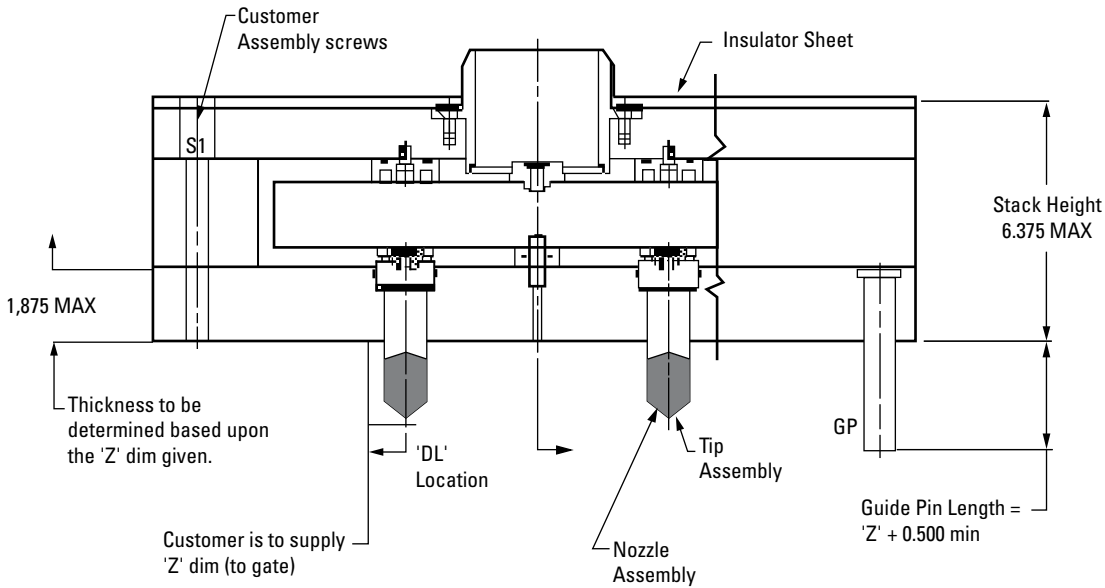 Customer
Assembly screws
Insulator Sheet
S1
Stack Height
6.375 MAX
1,875 MAX
Thickness to be
determined based upon
the 'Z' dim given.
'DL'
Location
Tip
Assembly
GP
Guide Pin Length =
'Z' + 0.500 min
Customer is to supply
'Z' dim (to gate)
Nozzle
Assembly